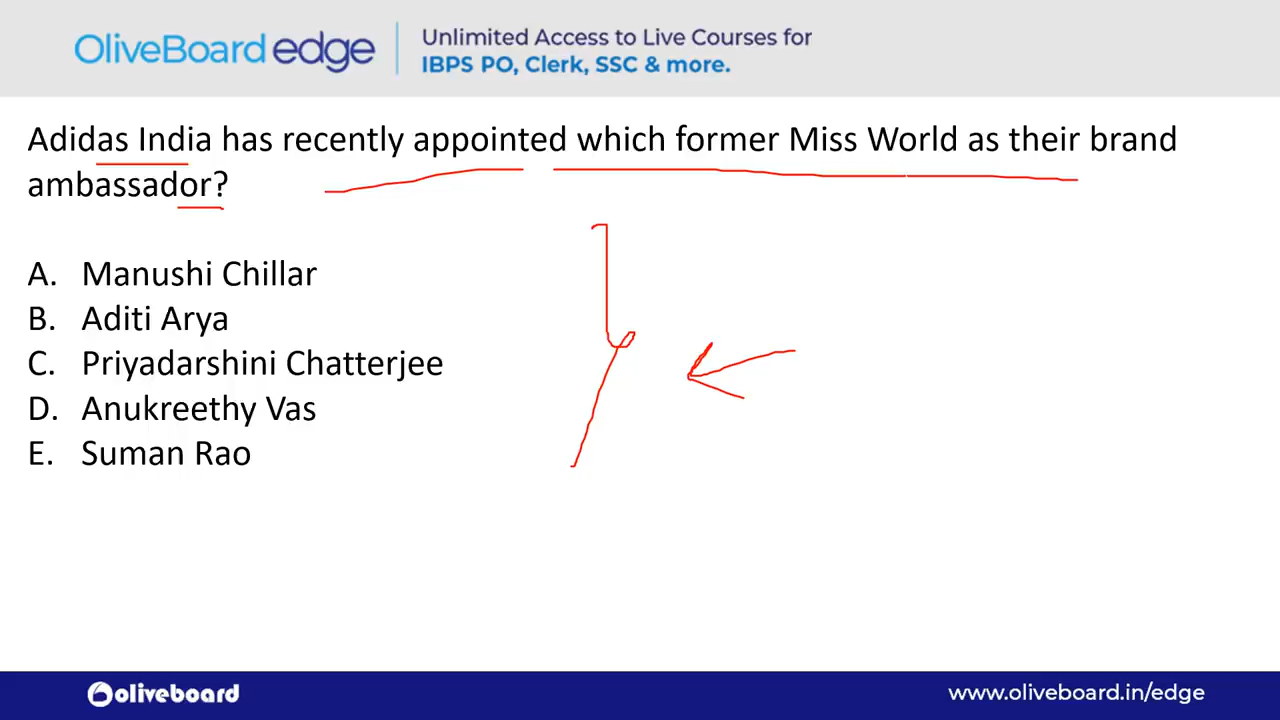 OliveBoard edge
Unlimited Access to Live Courses for
IBPS PO, Clerk, SSC & more.
Adidas India has recently appointed which former Miss World as their brand
ambassador?
A. Manushi Chillar
B. Aditi Arya
C. Priyadarshini Chatterjee
D. Anukreethy Vas
E. Suman Rao
oliveboard
www.oliveboard.in/edge